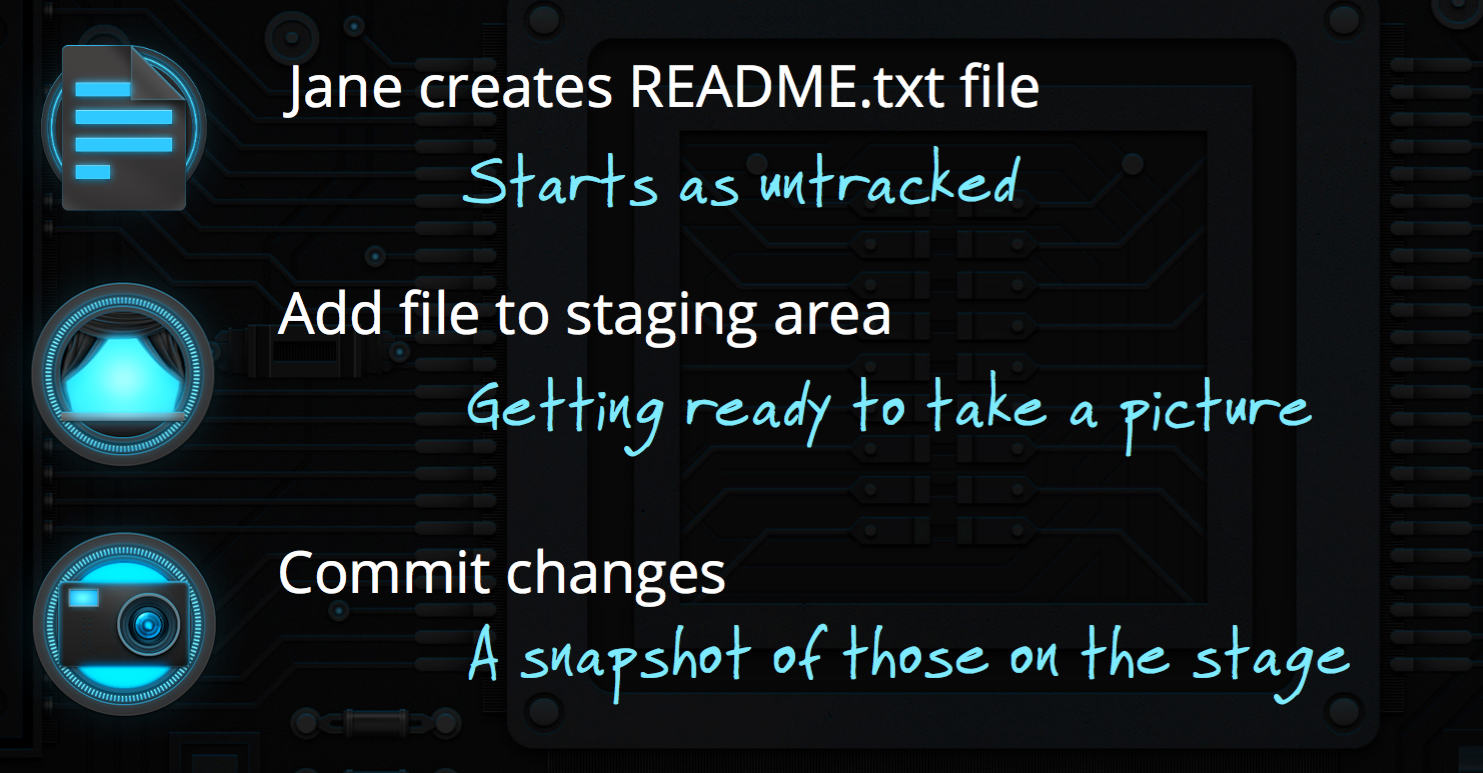 Jane creates README.txt file
Starts as untracked
Add file to staging area
Getting ready to take a picture
Commit changes
A snapshot of those on the stage